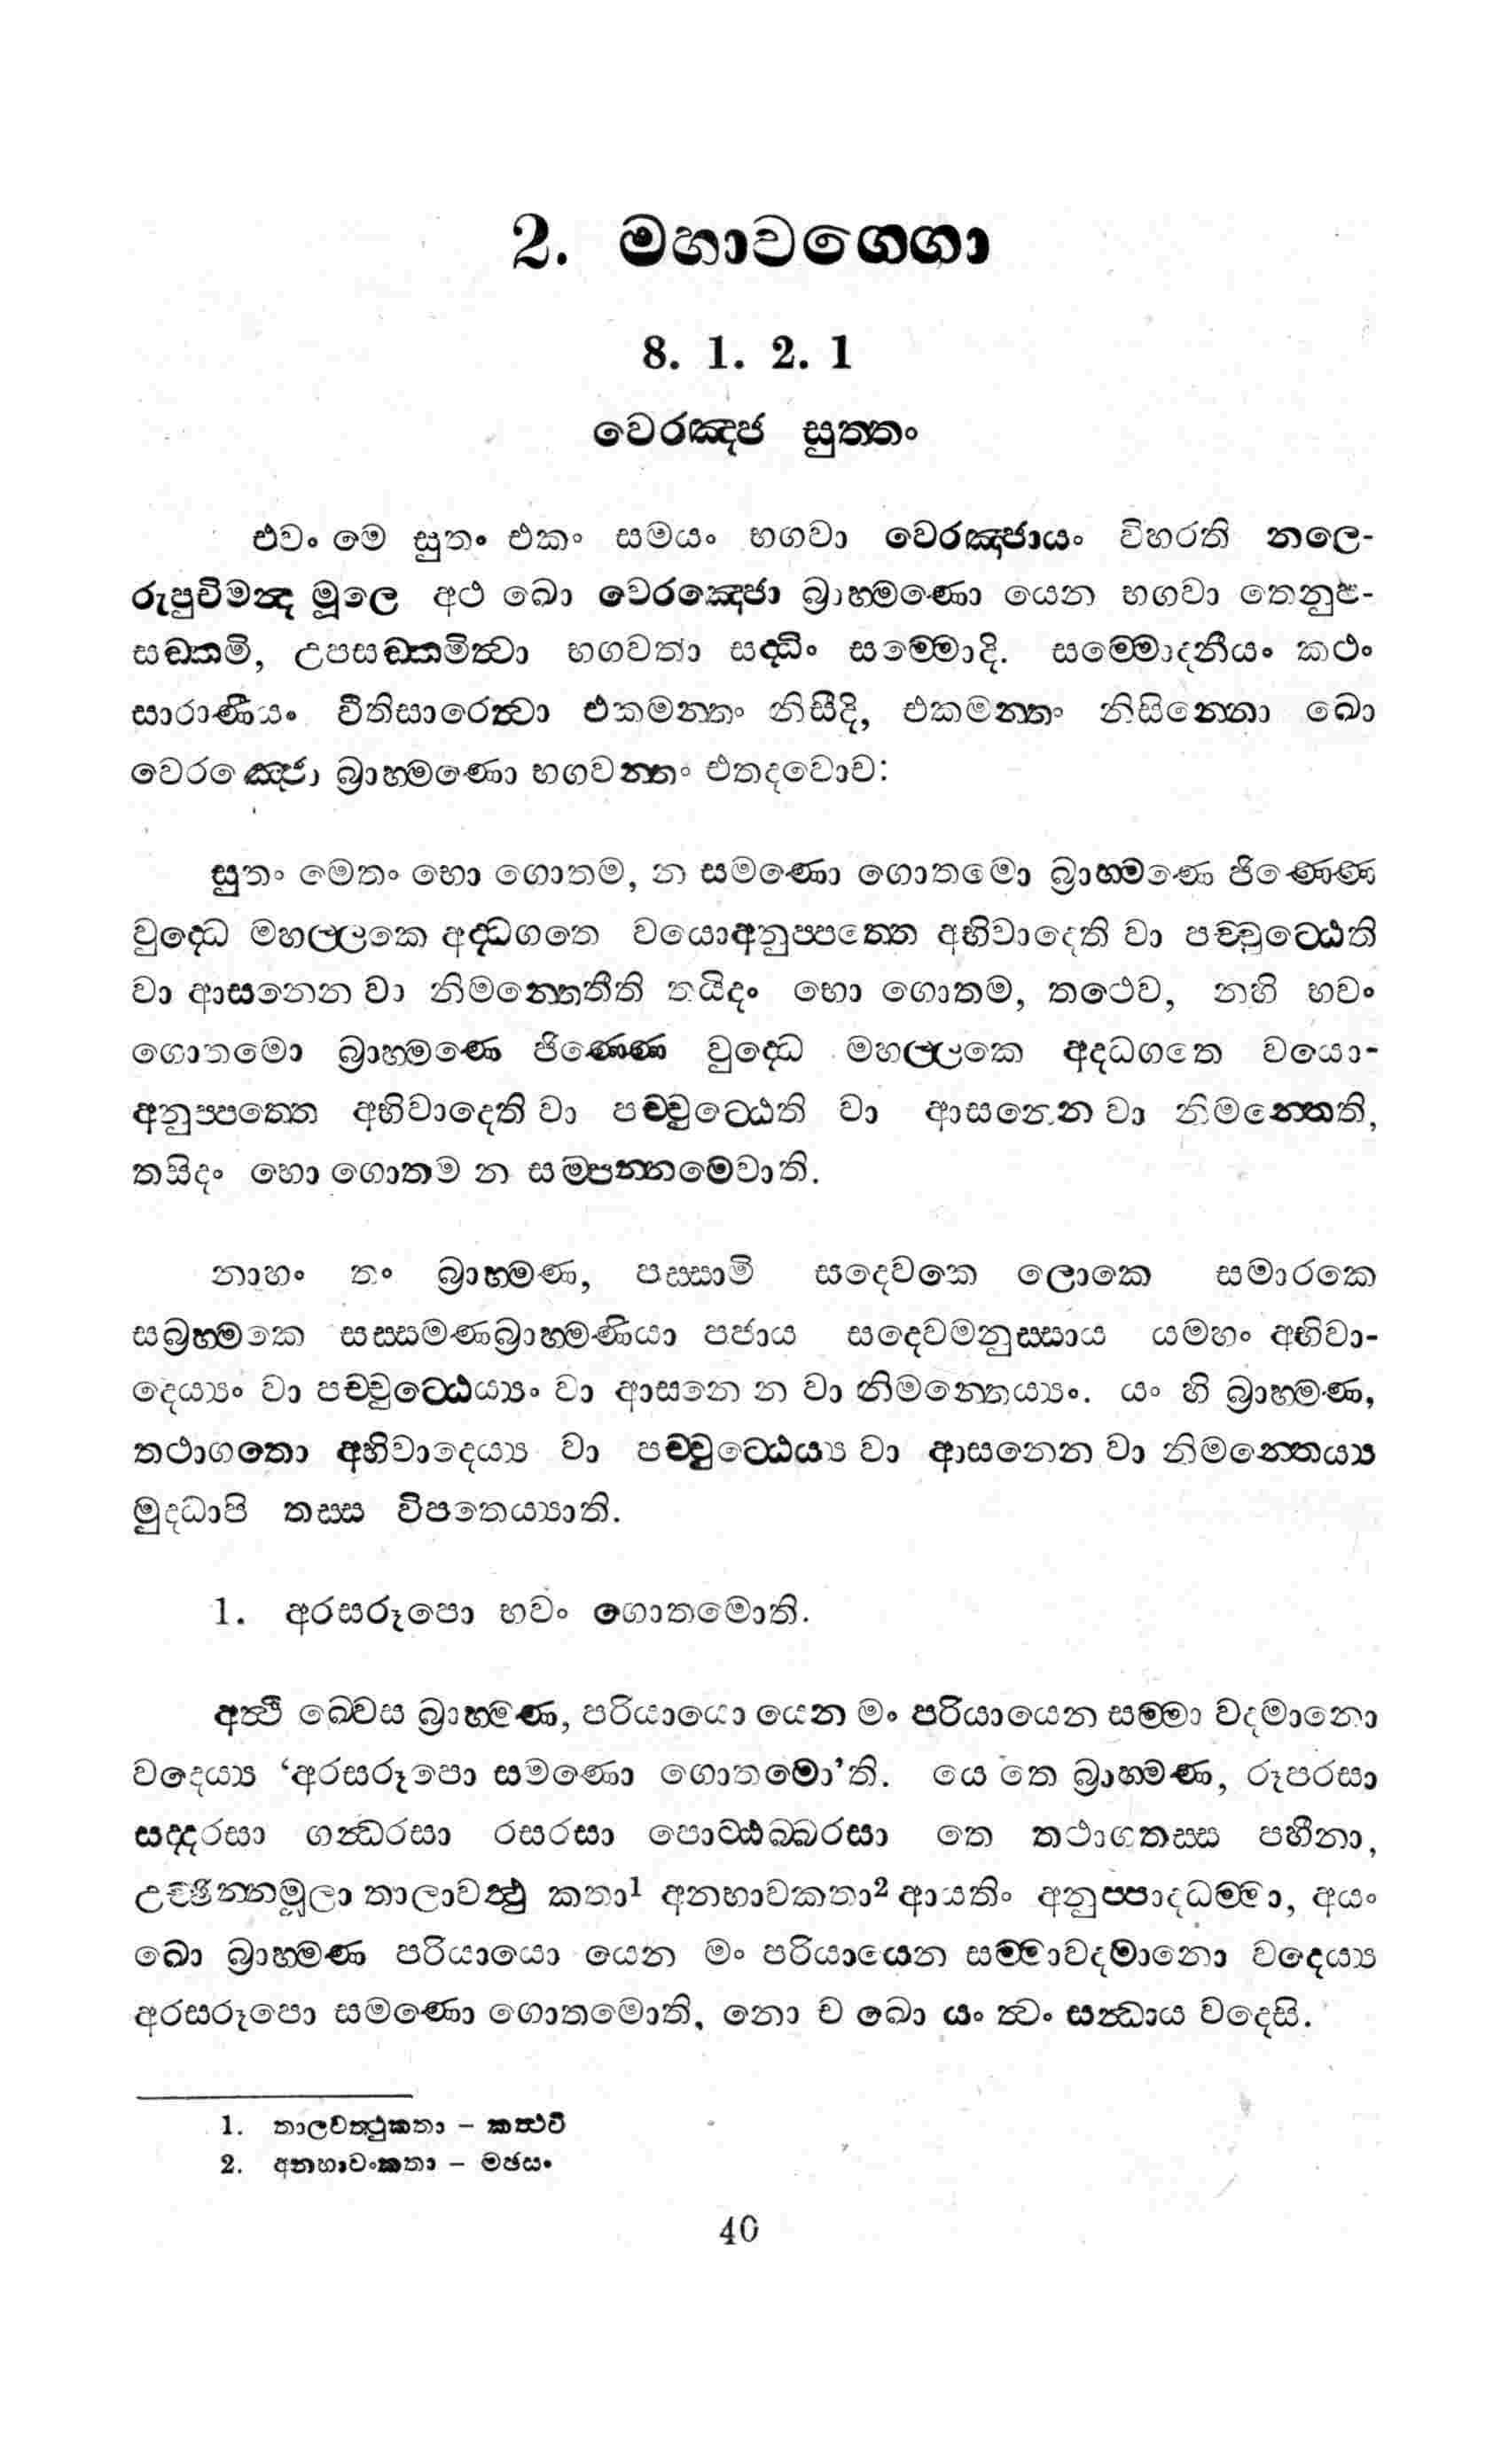 2. මහාවග්ගො
8. 1. 2. 1
වෙරඤ්ජ සුත්තං
එවං මෙ සුතං එකං සමයං භගවා වෙරඤ්ජායං විහරති නලෙ-
රුපුචිමන්ද මූලෙ අථ ඛො වෙරඤ්ජො බ්‍රාහ්මණො යෙන භගවා තෙනුප-
සඞ්කමි, උපසඞ්කමිත්වා භගවතා සද්ධිං සම්මොදි. සම්මොදනීයං කථං
සාරාණීයං වීතිසාරෙත්වා එකමන්තං නිසීදි, එකමන්තං නිසින්නො ඛො
වෙරඤ්ජො බ්‍රාහ්මණො භගවන්තං එතදවොච:
සුතං මෙතං භො ගොතම, න සමණො ගොතමො බ්‍රාහ්මණෙ ජිණ්ණෙ
වුද්ධෙ මහල්ලකෙ අද්ධගතෙ වයොඅනුප්පත්තෙ අභිවාදෙති වා පච්චුට්ඨෙති
වා ආසනෙන වා නිමන්තෙතීති තයිදං භො ගොතම, තථෙව, නහි භවං
ගොතමො බ්‍රාහ්මණෙ ජිණ්ණෙ වුද්ධෙ මහල්ලකෙ අද්ධගතෙ වයො-
අනුප්පත්තෙ අභිවාදෙති වා පච්චුට්ඨෙති වා ආසනෙන වා නිමන්තෙති,
තසිදං හො ගොතම න සම්පන්නමෙවාති.
නාහං තං බ්‍රාහ්මණ, පස්සාමි සදෙවකෙ ලොකෙ සමාරකෙ
සබ්‍රහ්මකෙ සස්සමණබ්‍රාහ්මණියා පජාය සදෙවමනුස්සාය යමහං අභිවා-
දෙය්‍යං වා පච්චුට්ඨෙය්‍යං වා ආසනෙ න වා නිමන්තෙය්‍යං. යං හි බ්‍රාහ්මණ,
තථාගතො අභිවාදෙය්‍ය වා පච්චුට්ඨෙය්‍ය වා ආසනෙන වා නිමන්තෙය්‍ය
මුද්ධාපි තස්ස විපතෙය්‍යාති.
1. අරසරූපො භවං ගොතමොති.
අත්ථි ඛ්වෙස බ්‍රාහ්මණ, පරියායො යෙන මං පරියායෙන සම්මා වදමානො
වදෙය්‍ය ‘අරසරූපො සමණො ගොතමො’ති. යෙ තෙ බ්‍රාහ්මණ, රූපරසා
සද්දරසා ගන්ධරසා රසරසා පොට්ඨබ්බරසා තෙ තථාගතස්ස පහීනා,
උච්ඡින්නමූලා තාලාවත්ථු කතා1 අනභාවකතා2 ආයතිං අනුප්පාදධම්මා, අයං
ඛො බ්‍රාහ්මණ පරියායො යෙන මං පරියායෙන සම්මාවදමානො වදෙය්‍ය
අරසරූපො සමණො ගොතමොති, නො ච ඛො යං ත්වං සන්ධාය වදෙසි.
1. තාලවත්ථුකතා – කත්ථවි
2. අනභාවංකතා – මඡසං
40